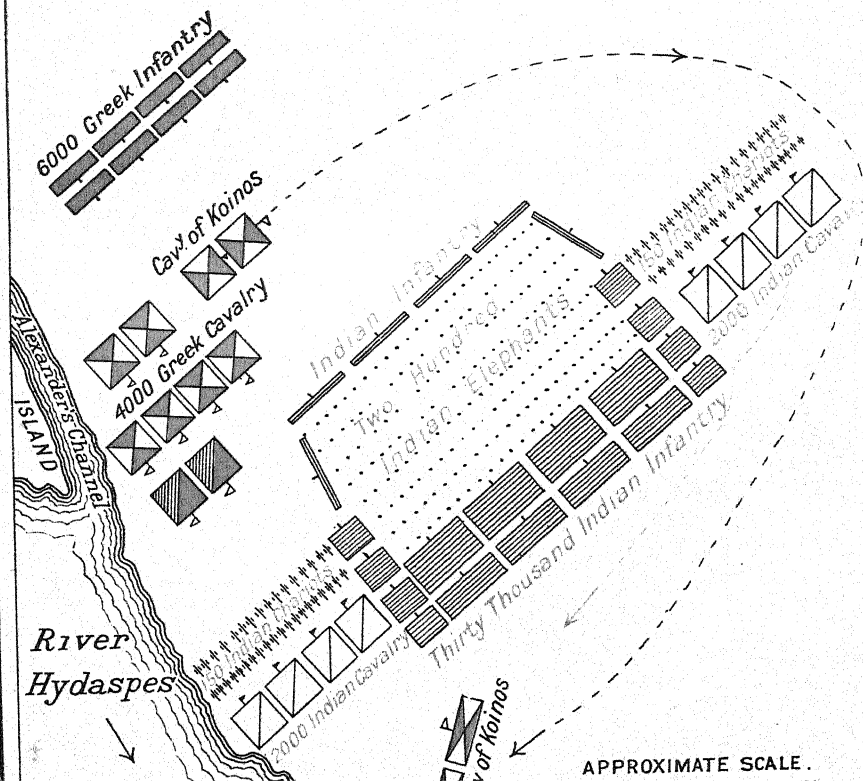 6000 Greek Infantry
Cavy of Koinos
4000 Greek Cavalry
Alexander's Channel
ISLAND
Indian Infantry
Two Hundred
Indian Elephants
150 Indian Chariots
2000 Indian Cavalry
Thirty Thousand Indian Infantry
150 Indian Chariots
2000 Indian Cavalry
River
Hydaspes
y of Koinos
APPROXIMATE SCALE.